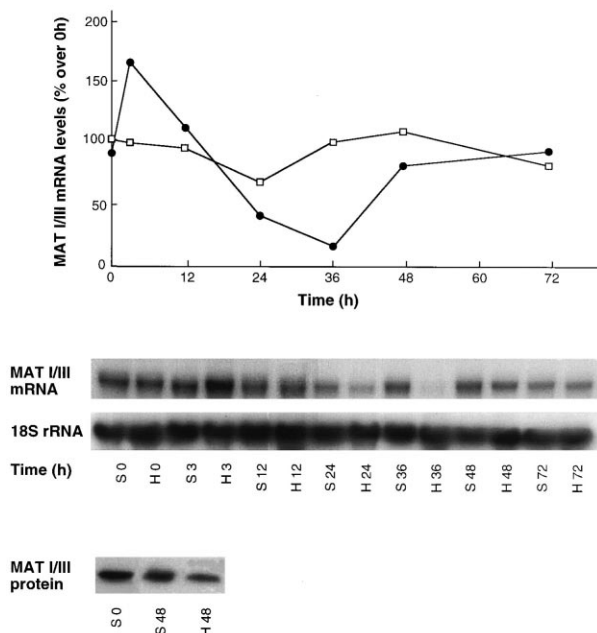 MAT I/III mRNA levels (% over 0h)
200
150
100
50
0
0 12 24 36 48 60 72
Time (h)
MAT I/III
mRNA
18S rRNA
Time (h)
S 0 H 0 S 3 H 3 S 12 H 12 S 24 H 24 S 36 H 36 S 48 H 48 S 72 H 72
MAT I/III
protein
S 0 S 48 H 48